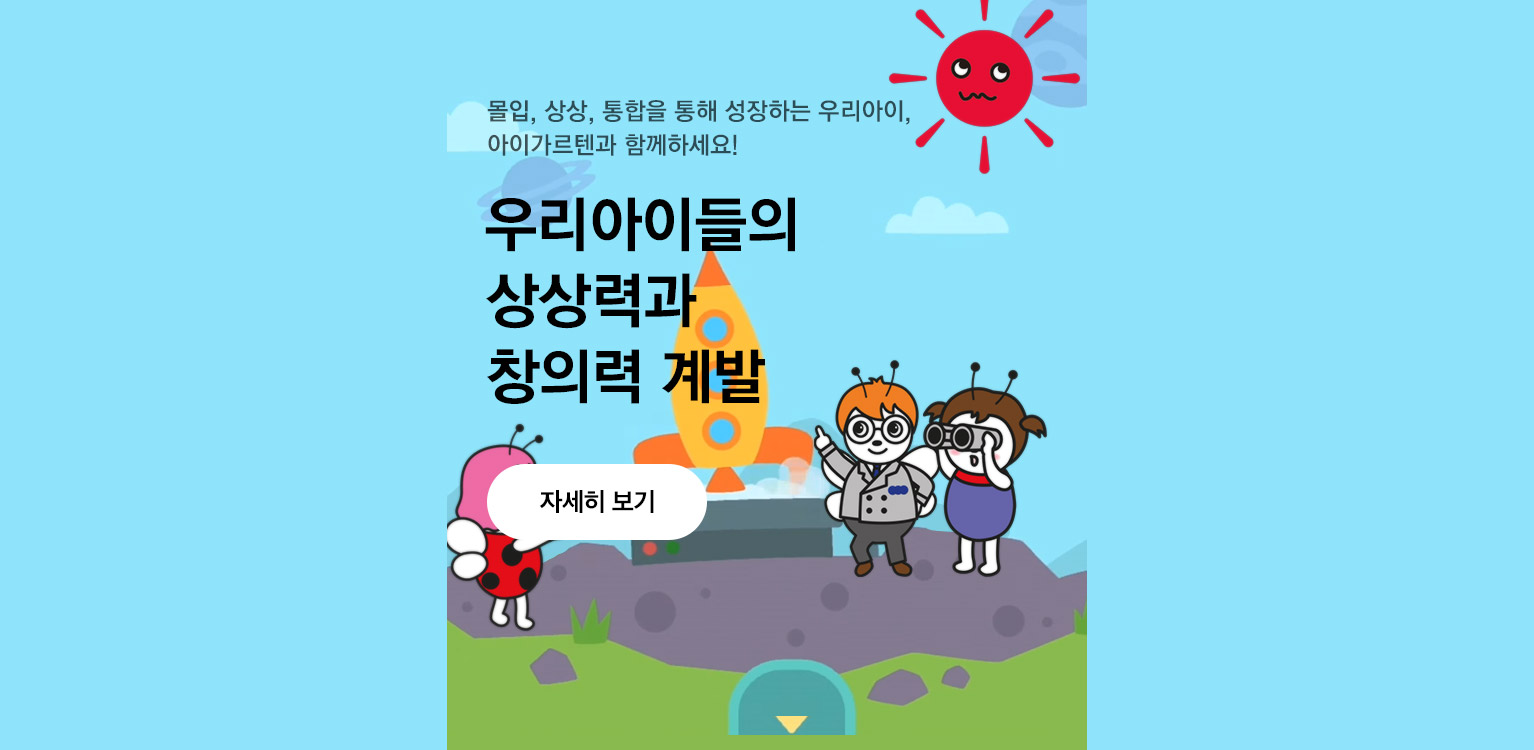 몰입, 상상, 통합을 통해 성장하는 우리아이,
아이가르텐과 함께하세요!
우리아이들의
상상력과
창의력 계발
자세히 보기